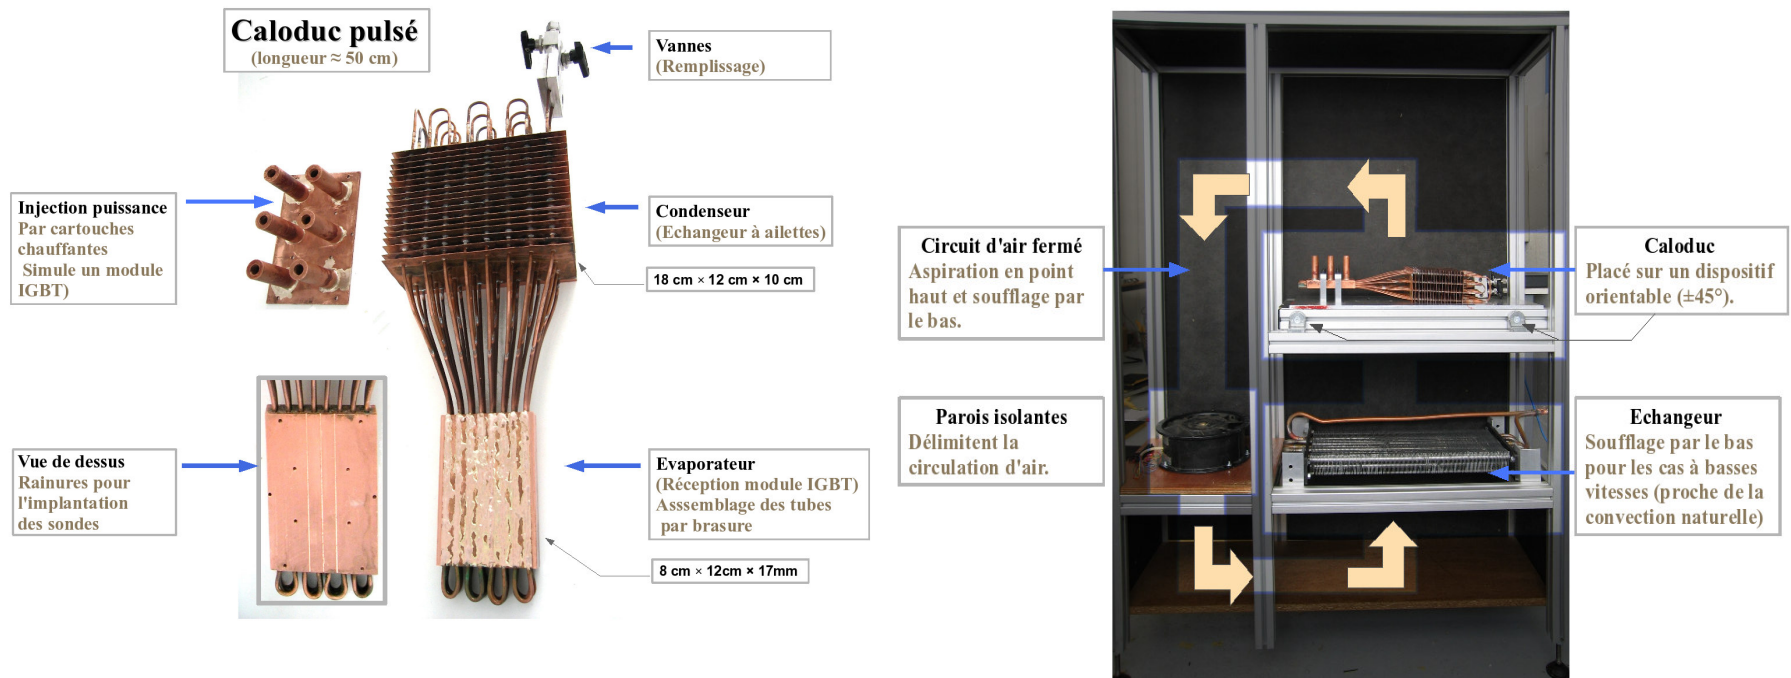 Caloduc pulsé
(longueur ≈ 50 cm)
Vannes
(Remplissage)
Injection puissance
Par cartouches
chauffantes
Simule un module
IGBT)
Condenseur
(Echangeur à ailettes)
18 cm × 12 cm × 10 cm
Vue de dessus
Rainures pour
l'implantation
des sondes
Evaporateur
(Réception module IGBT)
Asssemblage des tubes
par brasure
8 cm × 12cm × 17mm
Circuit d'air fermé
Aspiration en point
haut et soufflage par
le bas.
Caloduc
Placé sur un dispositif
orientable (±45°).
Parois isolantes
Délimitent la
circulation d'air.
Echangeur
Soufflage par le bas
pour les cas à basses
vitesses (proche de la
convection naturelle)